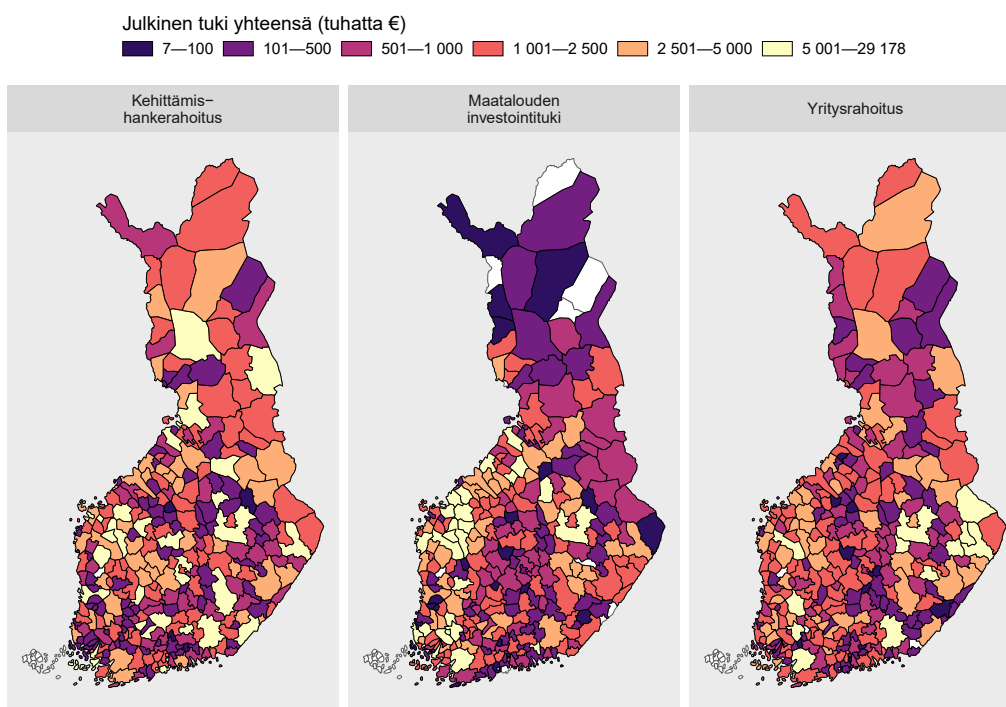 Julkinen tuki yhteensä (tuhatta €)
7—100 101—500 501—1 000 1 001—2 500 2 501—5 000 5 001—29 178
Kehittämis−
hankerahoitus
Maatalouden
investointituki
Yritysrahoitus